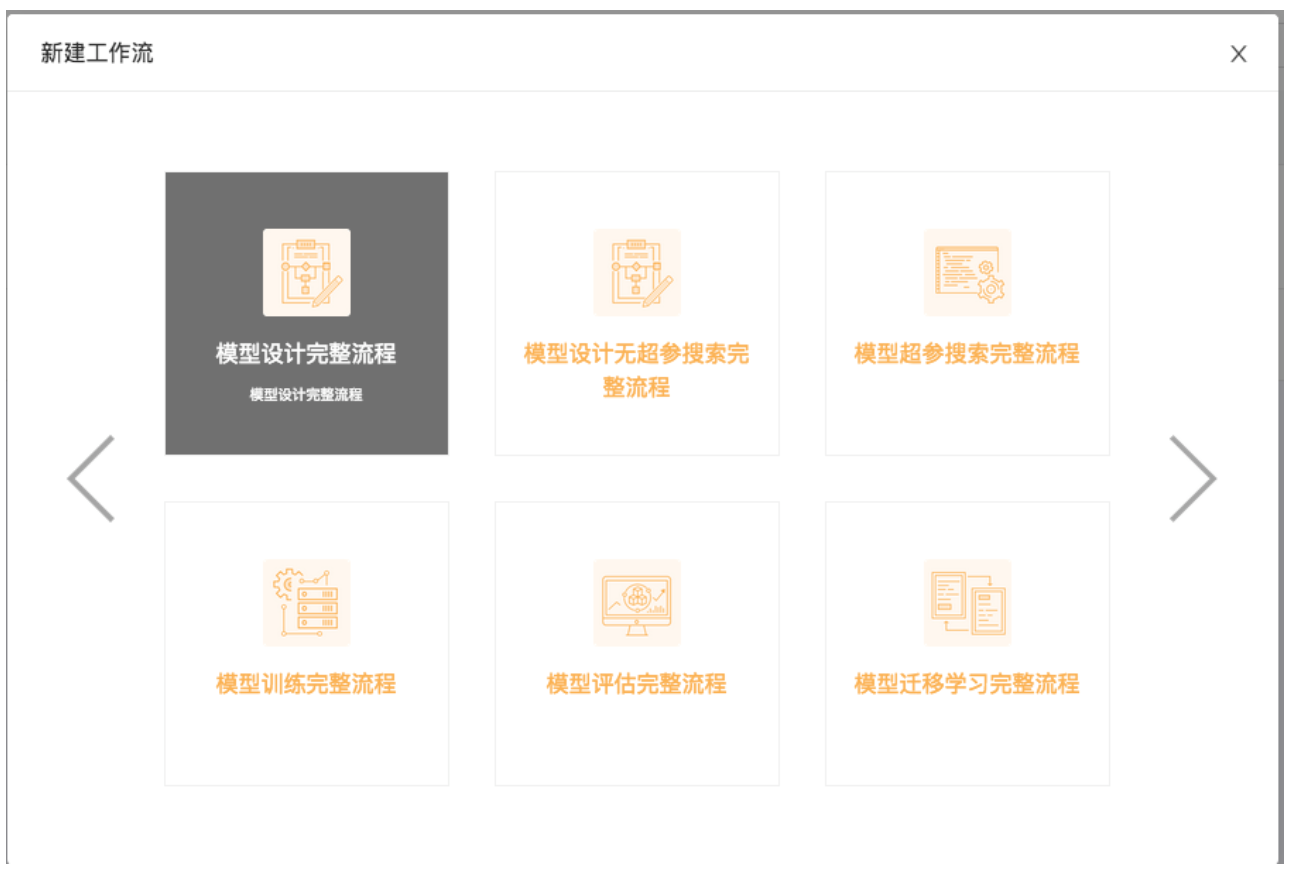 新建工作流
X
模型设计完整流程
模型设计完整流程
模型设计无超参搜索完
整流程
模型超参搜索完整流程
模型训练完整流程
模型评估完整流程
模型迁移学习完整流程